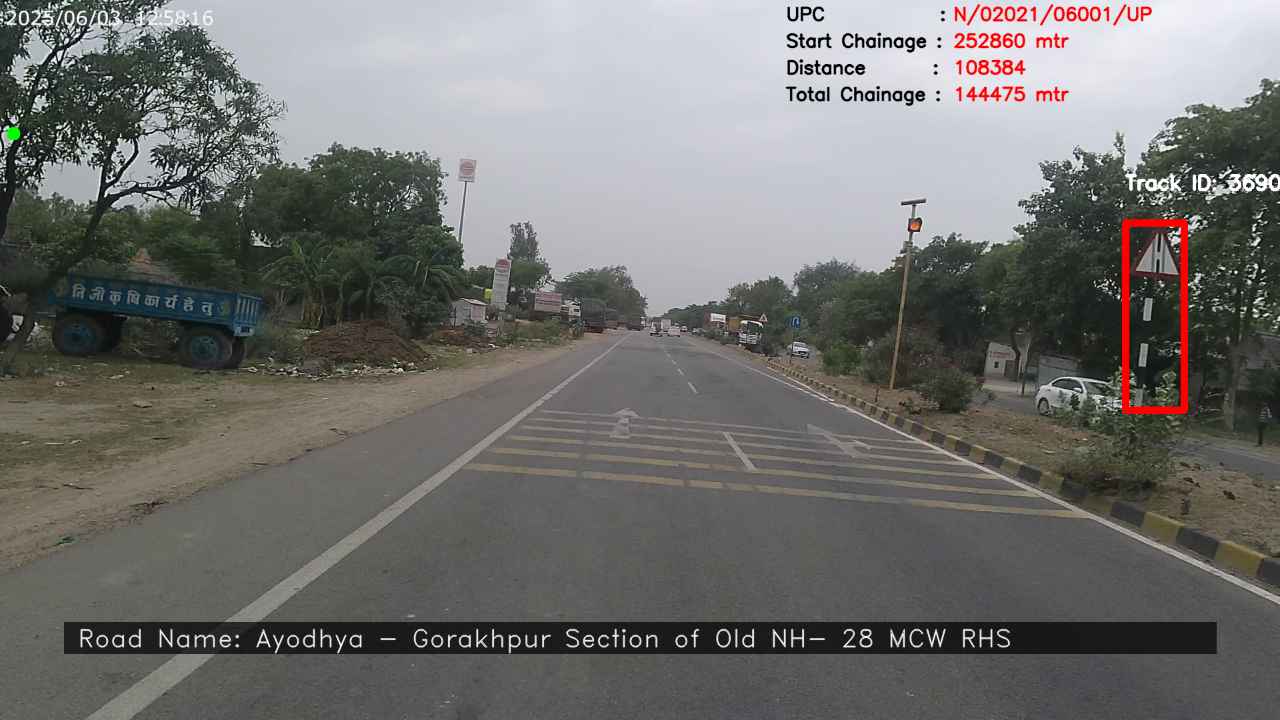 2025/06/03 12:58:16
UPC : N/02021/06001/UP
Start Chainage : 252860 mtr
Distance : 108384
Total Chainage : 144475 mtr
Track ID: 3690
निजी कृषि कार्य हेतु
Road Name: Ayodhya - Gorakhpur Section of Old NH- 28 MCW RHS